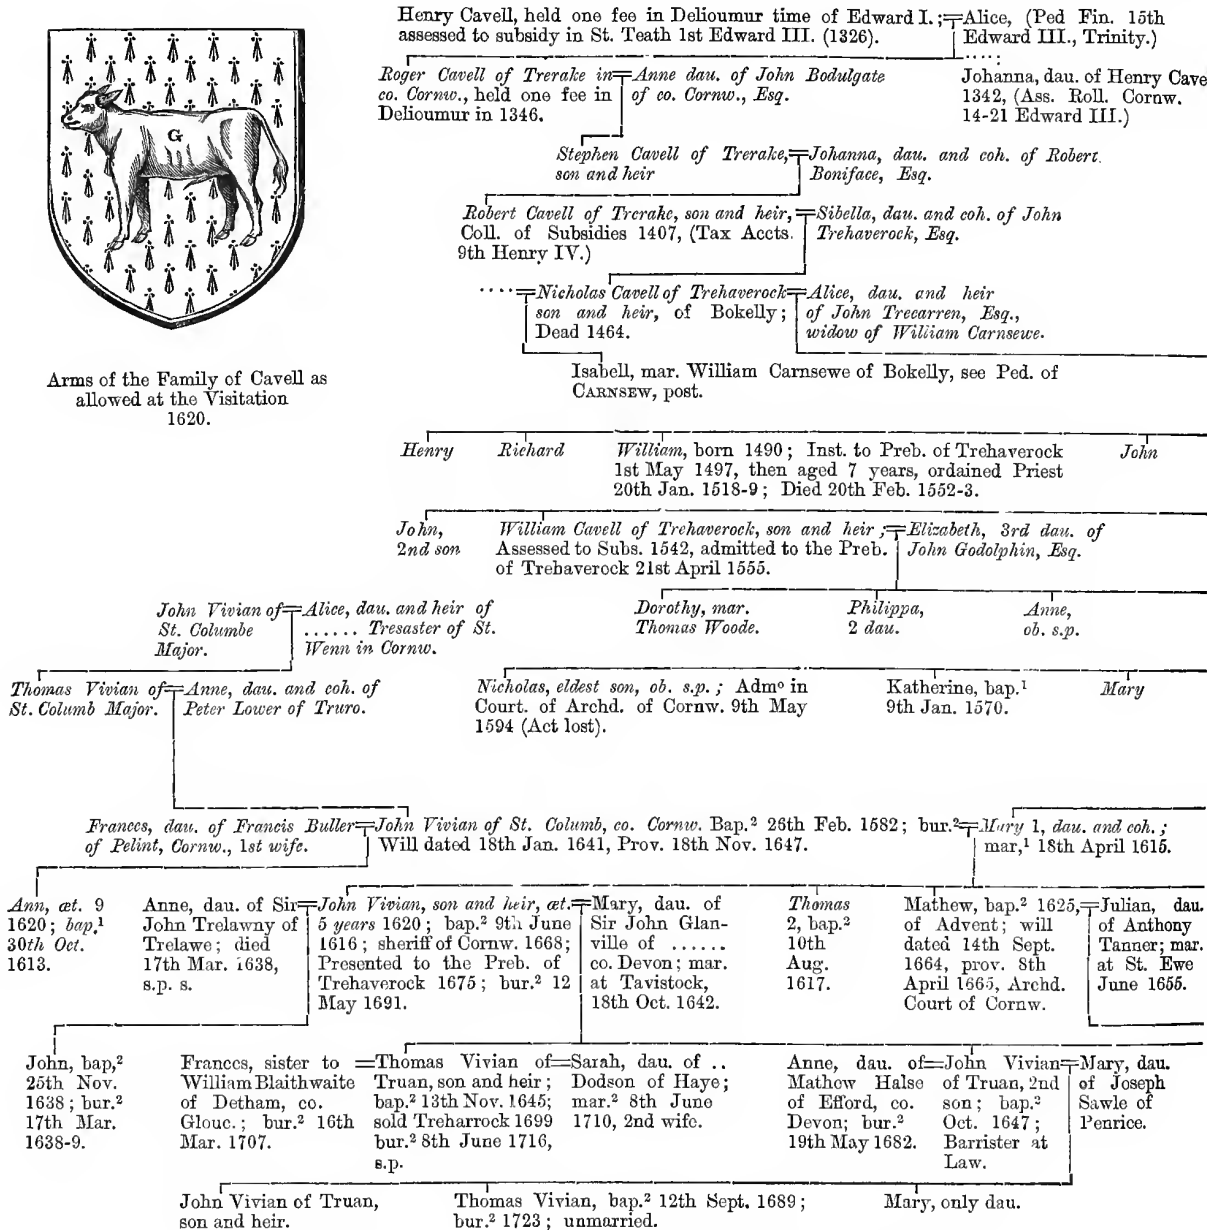 Henry Cavell, held one fee in Delioumur time of Edward I.;
assessed to subsidy in St. Teath 1st Edward III. (1326).
Alice, (Ped Fin. 15th
Edward III., Trinity.)
Roger Cavell of Trerake in
co. Cornw., held one fee in
Delioumur in 1346.
Anne dau. of John Bodulgate
of co. Cornw., Esq.
Johanna, dau. of Henry Cave
1342, (Ass. Roll. Cornw.
14-21 Edward III.)
G
Stephen Cavell of Trerake,
son and heir
Johanna, dau. and coh. of Robert
Boniface, Esq.
Robert Cavell of Trerake, son and heir,
Coll. of Subsidies 1407, (Tax Accts.
9th Henry IV.)
Sibella, dau. and coh. of John
Trehaverock, Esq.
....
Nicholas Cavell of Trehaverock
son and heir, of Bokelly;
Dead 1464.
Alice, dau. and heir
of John Trecarren, Esq.,
widow of William Carnsewe.
Isabell, mar. William Carnsewe of Bokelly, see Ped. of
CARNSEW, post.
Arms of the Family of Cavell as
allowed at the Visitation
1620.
Henry
Richard
William, born 1490; Inst. to Preb. of Trehaverock
1st May 1497, then aged 7 years, ordained Priest
20th Jan. 1518-9; Died 20th Feb. 1552-3.
John
John,
2nd son
William Cavell of Trehaverock, son and heir;
Assessed to Subs. 1542, admitted to the Preb.
of Trehaverock 21st April 1555.
Elizabeth, 3rd dau. of
John Godolphin, Esq.
John Vivian of
St. Columbe
Major.
Alice, dau. and heir of
...... Tresaster of St.
Wenn in Cornw.
Dorothy, mar.
Thomas Woode.
Philippa,
2 dau.
Anne,
ob. s.p.
Thomas Vivian of
St. Columb Major.
Anne, dau. and coh. of
Peter Lower of Truro.
Nicholas, eldest son, ob. s.p.; Adm° in
Court. of Archd. of Cornw. 9th May
1594 (Act lost).
Katherine, bap.¹
9th Jan. 1570.
Mary
Frances, dau. of Francis Buller
of Pelint, Cornw., 1st wife.
John Vivian of St. Columb, co. Cornw. Bap.² 26th Feb. 1582; bur.²
Will dated 18th Jan. 1641, Prov. 18th Nov. 1647.
Mary 1, dau. and coh.;
mar,¹ 18th April 1615.
Ann, æt. 9
1620; bap.¹
30th Oct.
1613.
Anne, dau. of Sir
John Trelawny of
Trelawe; died
17th Mar. 1638,
s.p. s.
John Vivian, son and heir, æt.
5 years 1620; bap.² 9th June
1616; sheriff of Cornw. 1668;
Presented to the Preb. of
Trehaverock 1675; bur.² 12
May 1691.
Mary, dau. of
Sir John Glan-
ville of ......
co. Devon; mar.
at Tavistock,
18th Oct. 1642.
Thomas
2, bap.²
10th
Aug.
1617.
Mathew, bap.² 1625,
of Advent; will
dated 14th Sept.
1664, prov. 8th
April 1665, Archd.
Court of Cornw.
Julian, dau.
of Anthony
Tanner; mar.
at St. Ewe
June 1655.
John, bap,²
25th Nov.
1638; bur.²
17th Mar.
1638-9.
Frances, sister to
William Blaithwaite
of Detham, co.
Glouc.; bur.² 16th
Mar. 1707.
Thomas Vivian of
Truan, son and heir;
bap.² 13th Nov. 1645;
sold Treharrock 1699
bur.² 8th June 1716,
s.p.
Sarah, dau. of ..
Dodson of Haye;
mar.² 8th June
1710, 2nd wife.
Anne, dau. of
Mathew Halse
of Efford, co.
Devon; bur.²
19th May 1682.
John Vivian
of Truan, 2nd
son; bap.²
Oct. 1647;
Barrister at
Law.
Mary, dau.
of Joseph
Sawle of
Penrice.
John Vivian of Truan,
son and heir.
Thomas Vivian, bap.² 12th Sept. 1689;
bur.² 1723; unmarried.
Mary, only dau.